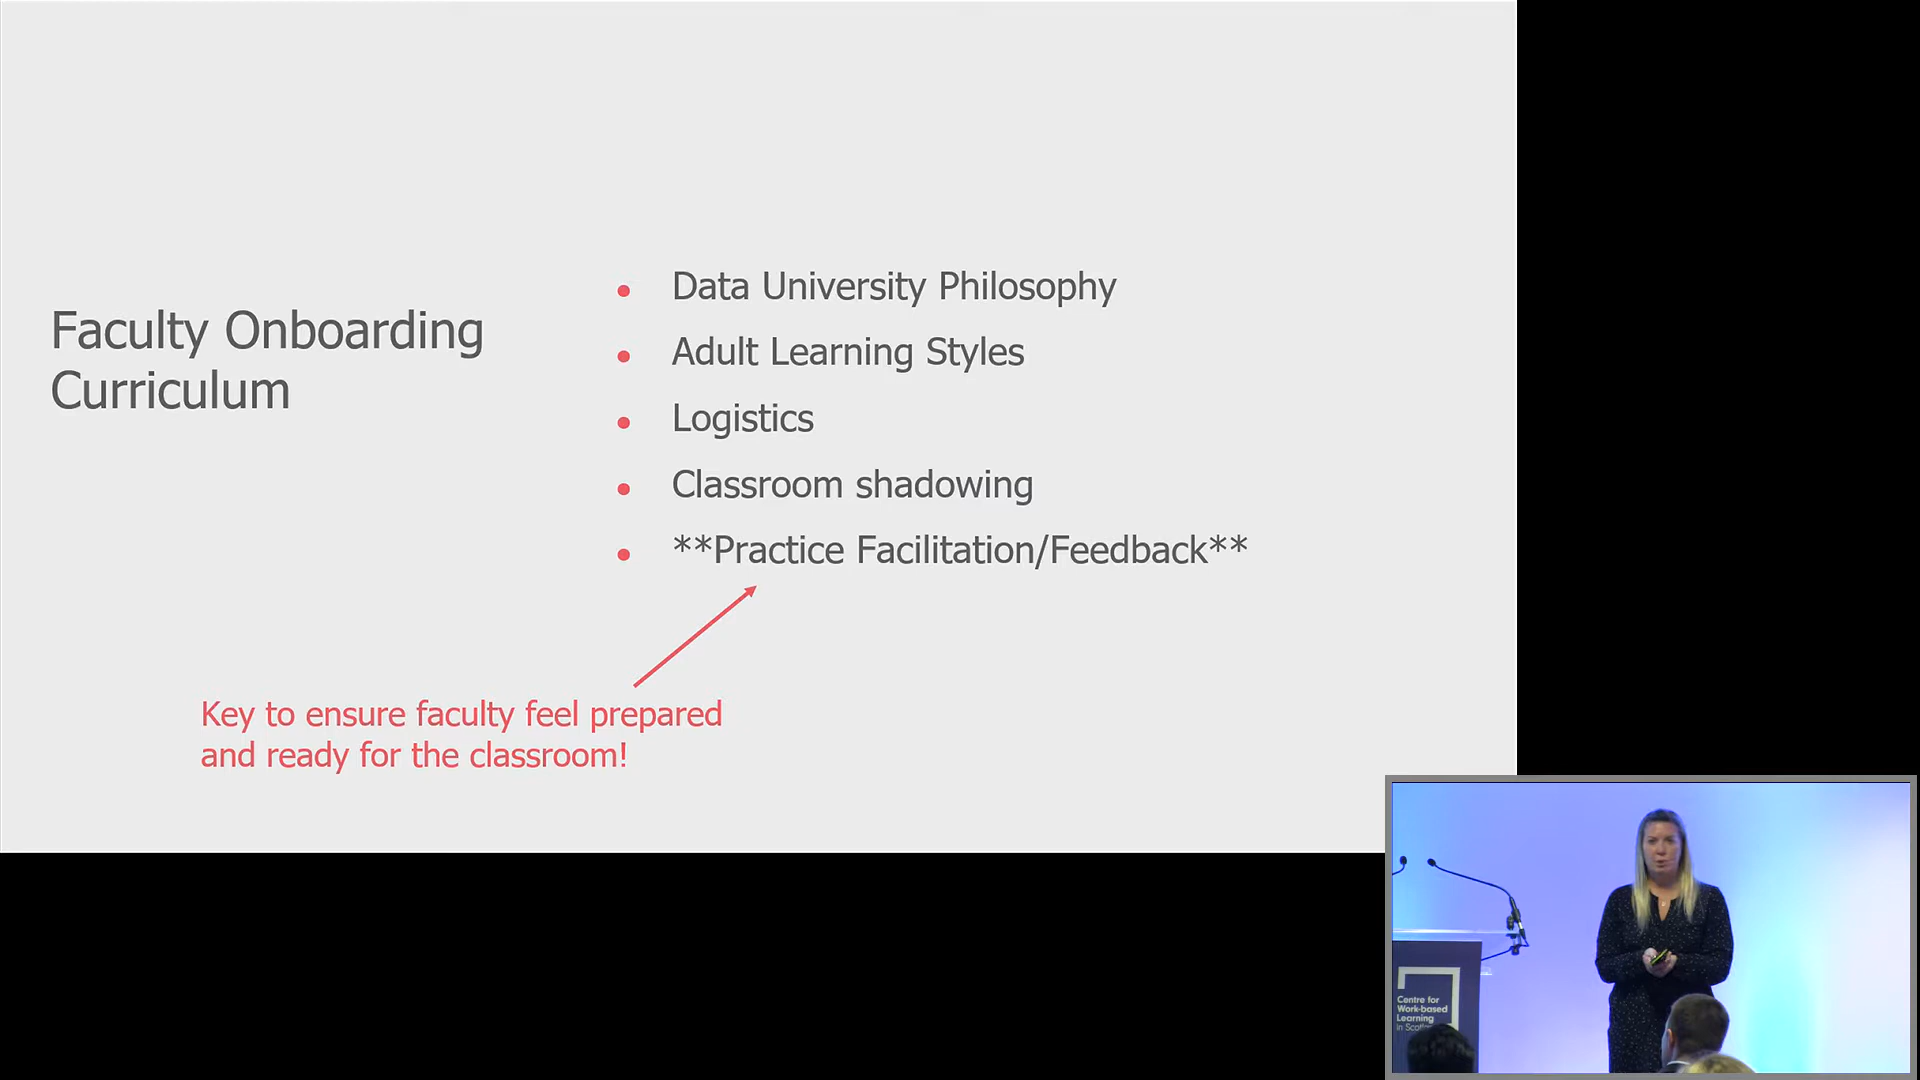 Faculty Onboarding
Curriculum
• Data University Philosophy
• Adult Learning Styles
• Logistics
• Classroom shadowing
• **Practice Facilitation/Feedback**
Key to ensure faculty feel prepared
and ready for the classroom!
Centre for
Work-based
Learning
in